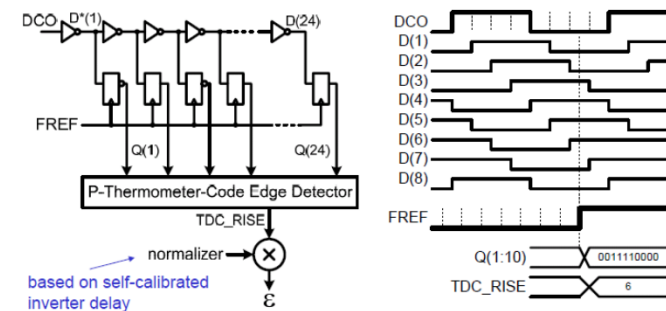 DCO D*(1) D(24)
FREF
Q(1) Q(24)
P-Thermometer-Code Edge Detector
TDC_RISE
normalizer
×
based on self-calibrated
inverter delay
ε
DCO
D(1)
D(2)
D(3)
D(4)
D(5)
D(6)
D(7)
D(8)
FREF
Q(1:10) 0011110000
TDC_RISE 6